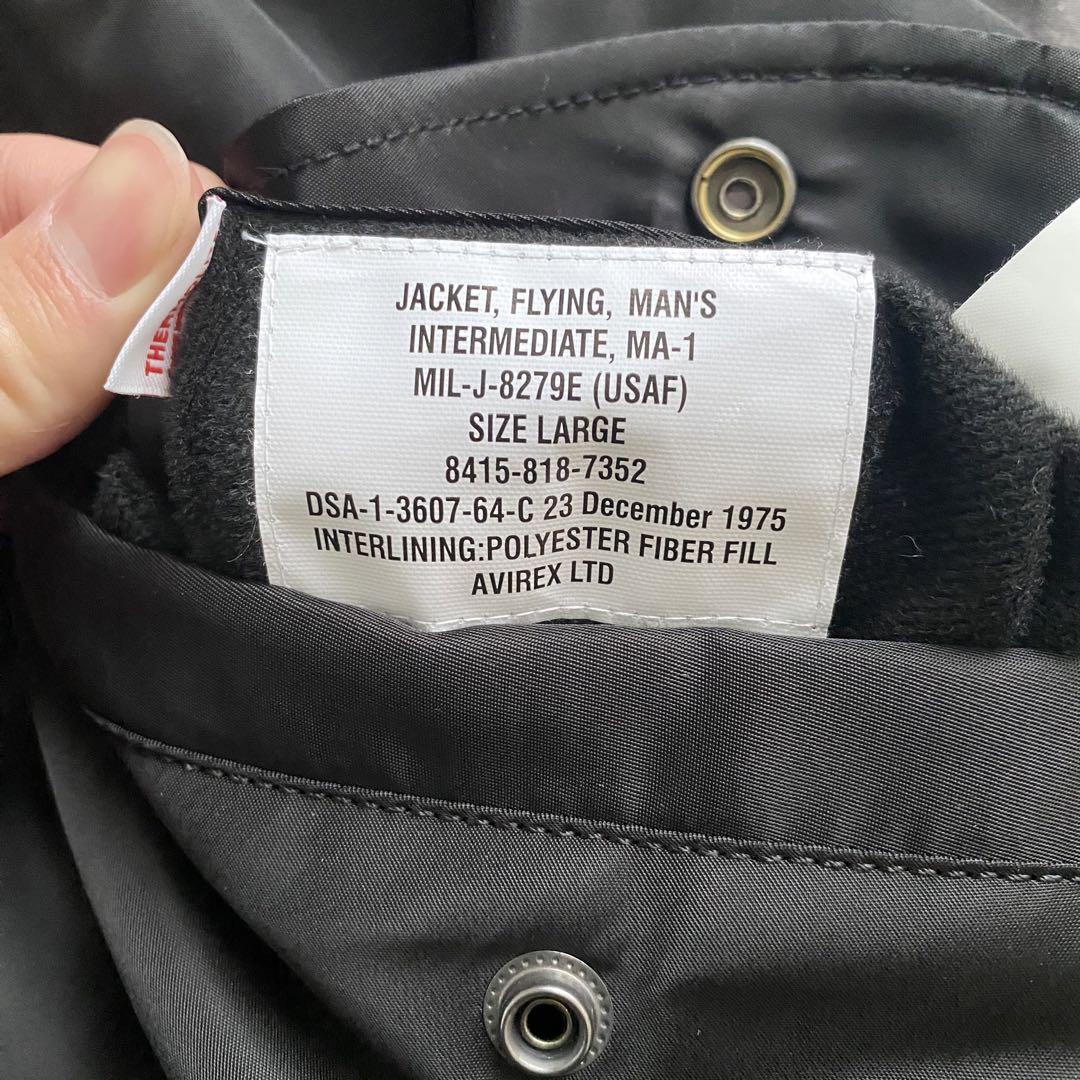 JACKET, FLYING, MAN'S
INTERMEDIATE, MA-1
MIL-J-8279E (USAF)
SIZE LARGE
8415-818-7352
DSA-1-3607-64-C 23 December 1975
INTERLINING:POLYESTER FIBER FILL
AVIREX LTD